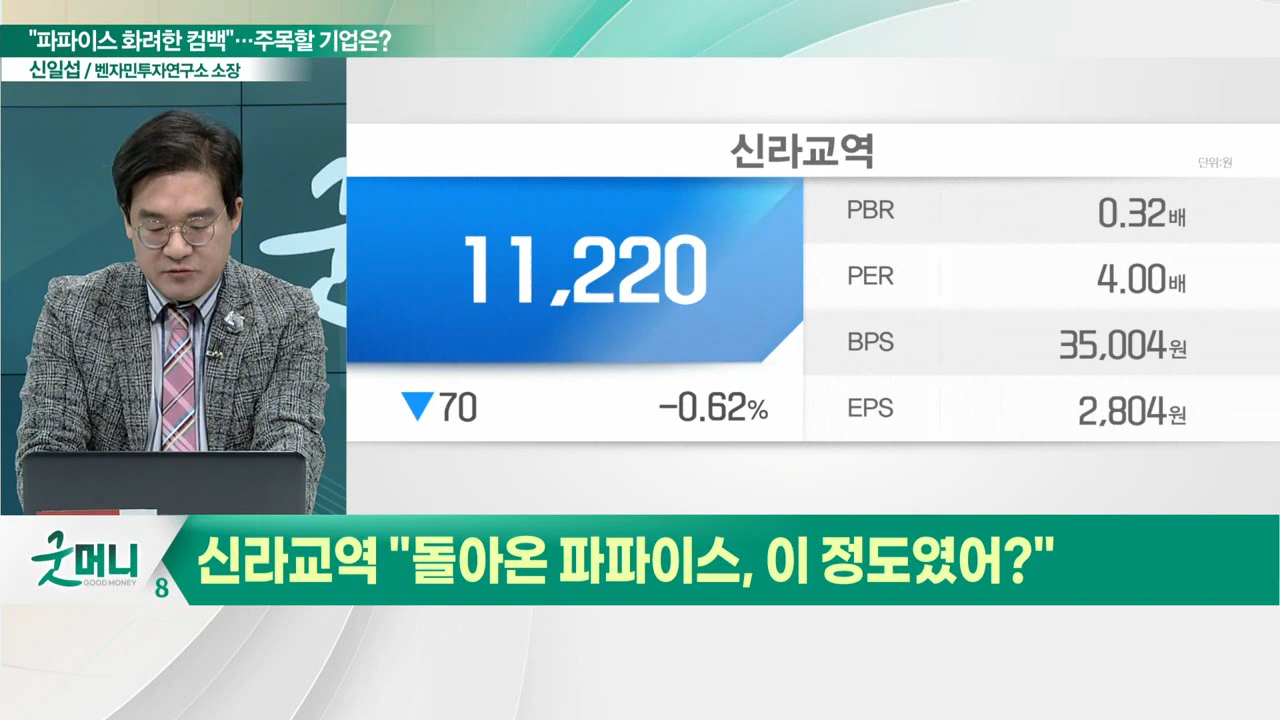 "파파이스 화려한 컴백"…주목할 기업은?
신일섭 / 벤자민투자연구소 소장
신라교역
단위:원
11,220
▼70 -0.62%
PBR 0.32배
PER 4.00배
BPS 35,004원
EPS 2,804원
굿머니
GOOD MONEY
8
신라교역 "돌아온 파파이스, 이 정도였어?"